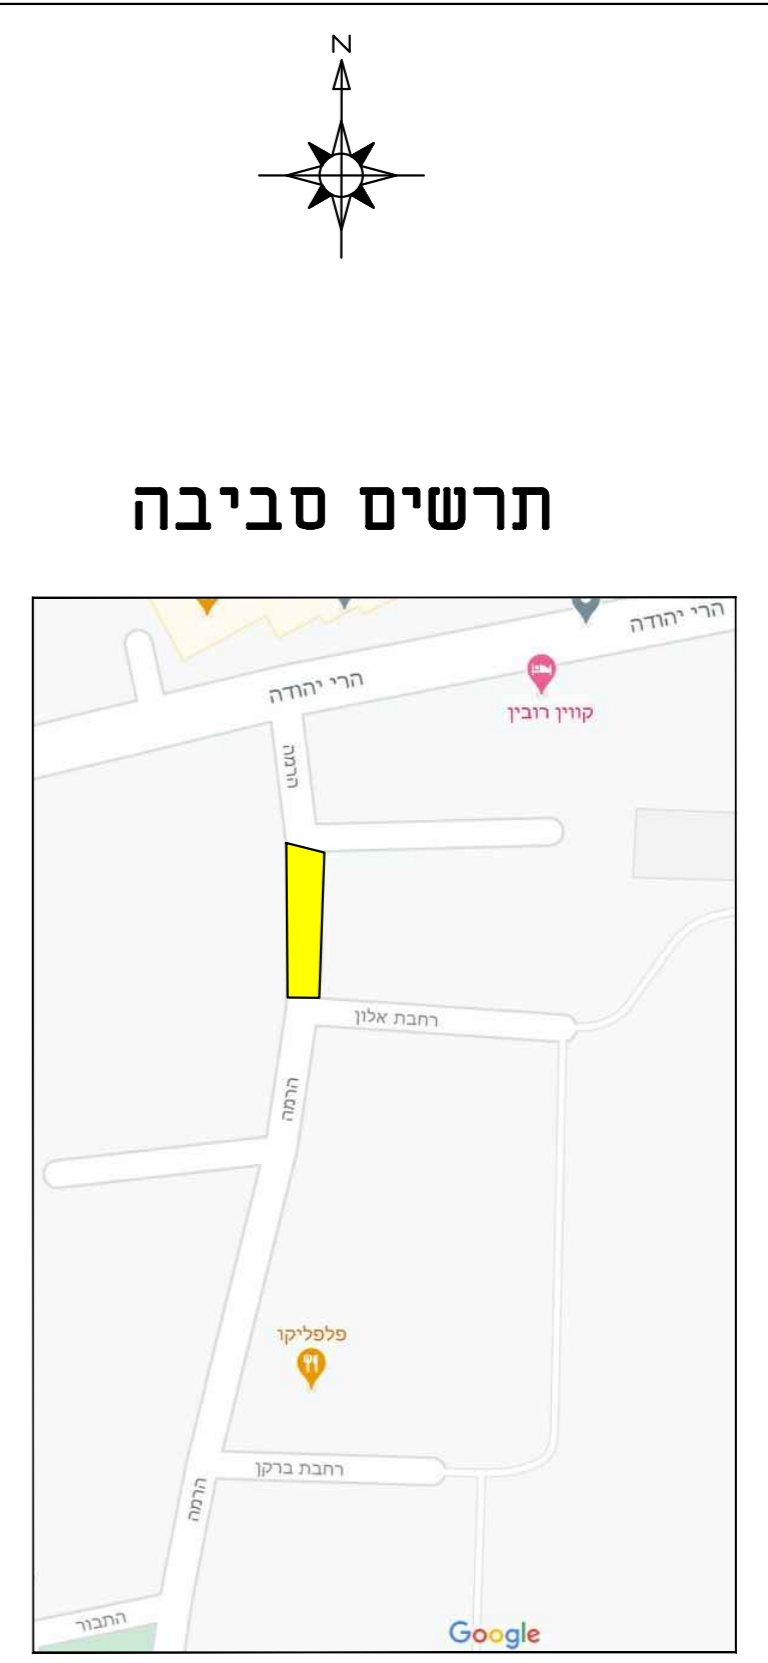 N
תרשים סביבה
הרי יהודה
הרי יהודה
קווין רובין
הרמה
רחבת אלון
הרמה
פלפליקו
רחבת ברקן
הרמה
התבור
Google